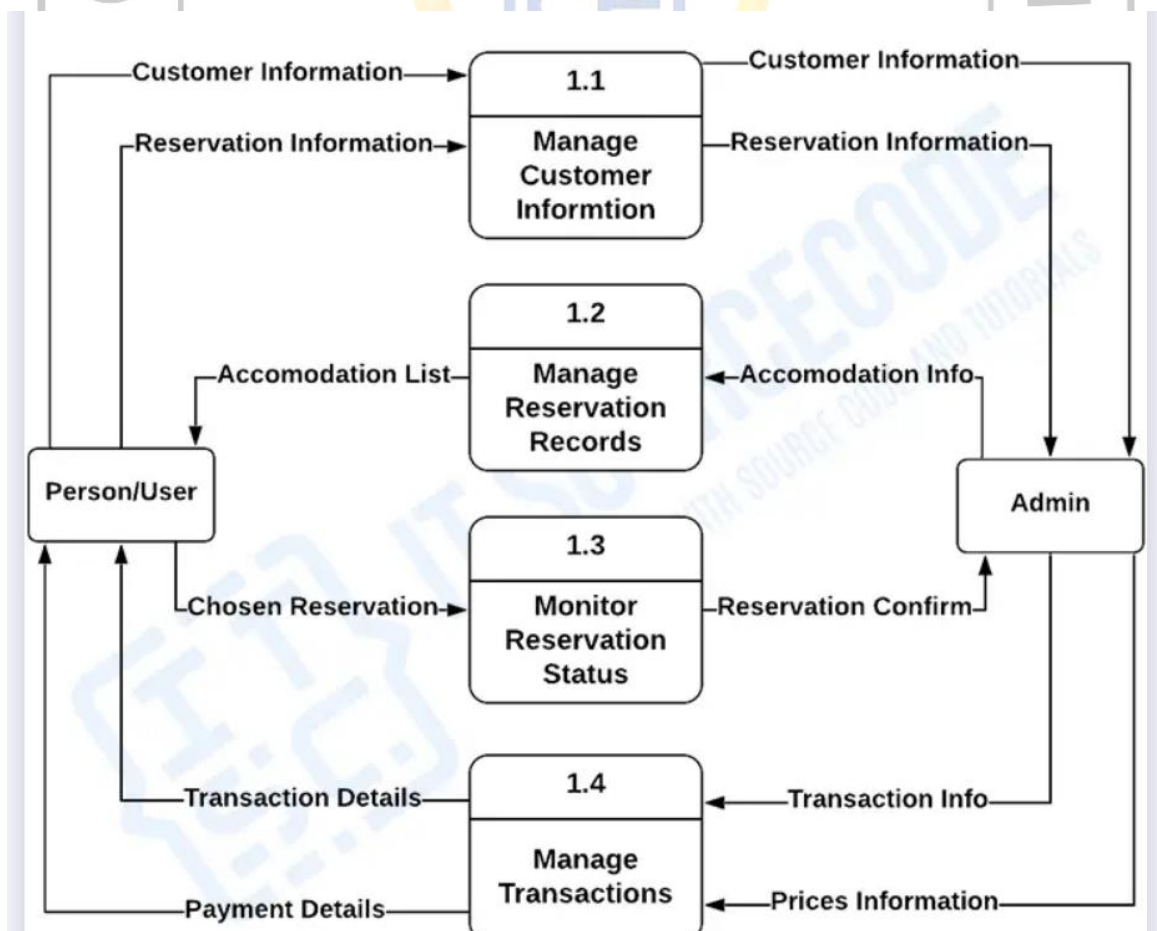 Customer Information
1.1
Customer Information
Reservation Information
Manage
Customer
Informtion
Reservation Information
1.2
Accomodation List
Manage
Reservation
Records
Accomodation Info
Person/User
Admin
1.3
Chosen Reservation
Monitor
Reservation
Status
Reservation Confirm
1.4
Transaction Details
Transaction Info
Manage
Transactions
Payment Details
Prices Information